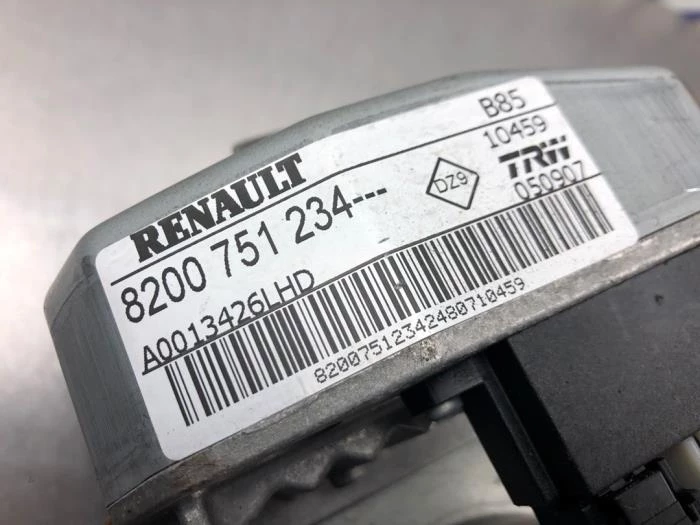 RENAULT
8200 751 234---
A0013426LHD
B85
10459
DZ9
TRW
050907
82007512342480710459